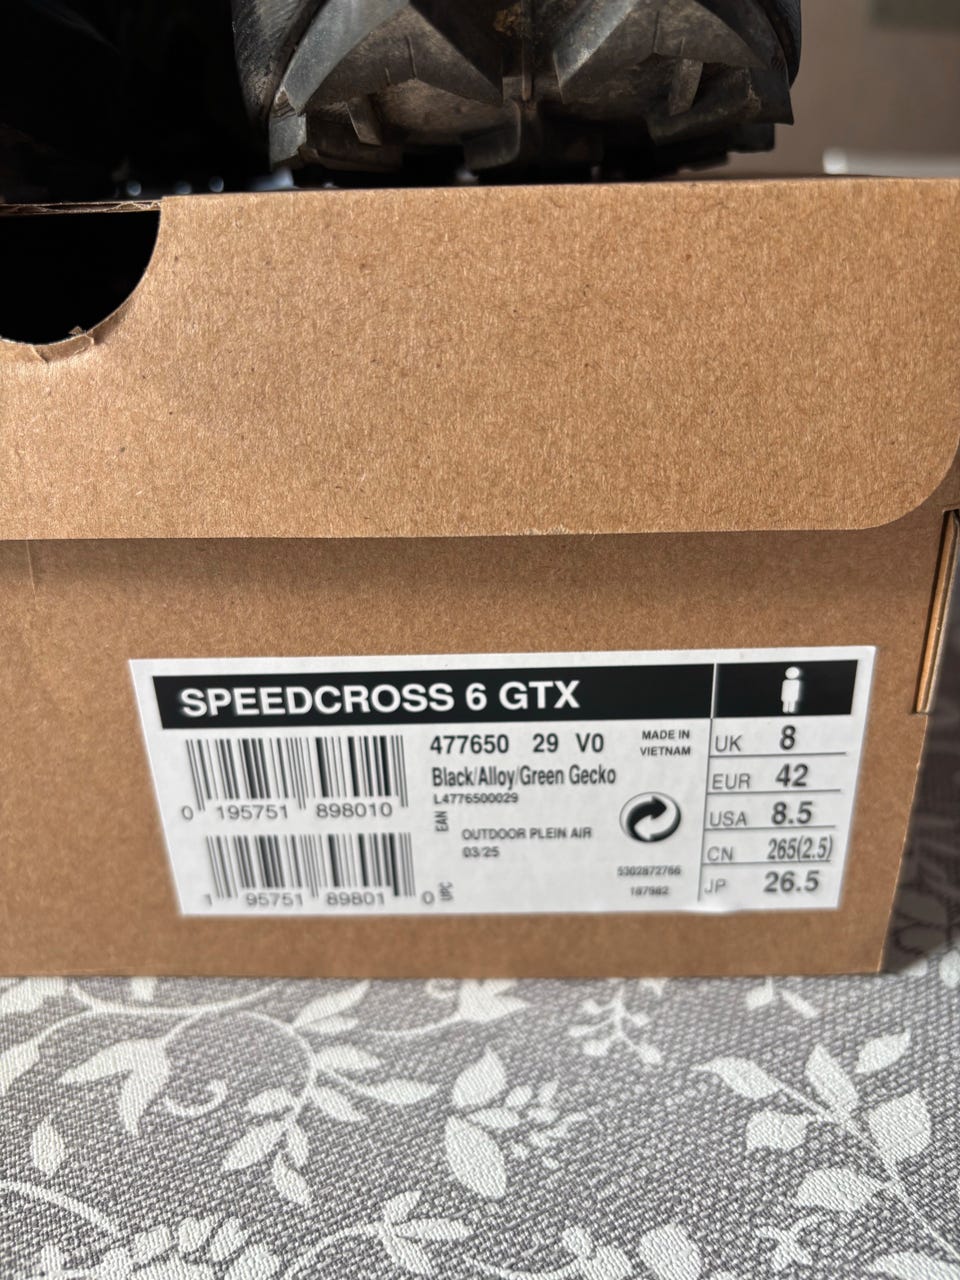 SPEEDCROSS 6 GTX
477650 29 V0
MADE IN
VIETNAM
Black/Alloy/Green Gecko
L4776500029
0 195751 898010
EAN
OUTDOOR PLEIN AIR
03/25
5302872766
187982
1 95751 89801 0
UPC
UK 8
EUR 42
USA 8.5
CN 265(2.5)
JP 26.5